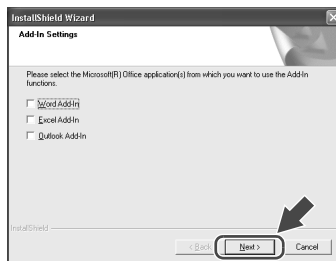 InstallShield Wizard
Add-In Settings
Please select the Microsoft(R) Office application(s) from which you want to use the Add-In
functions.
Word Add-In
Excel Add-In
Outlook Add-In
InstallShield
< Back
Next >
Cancel